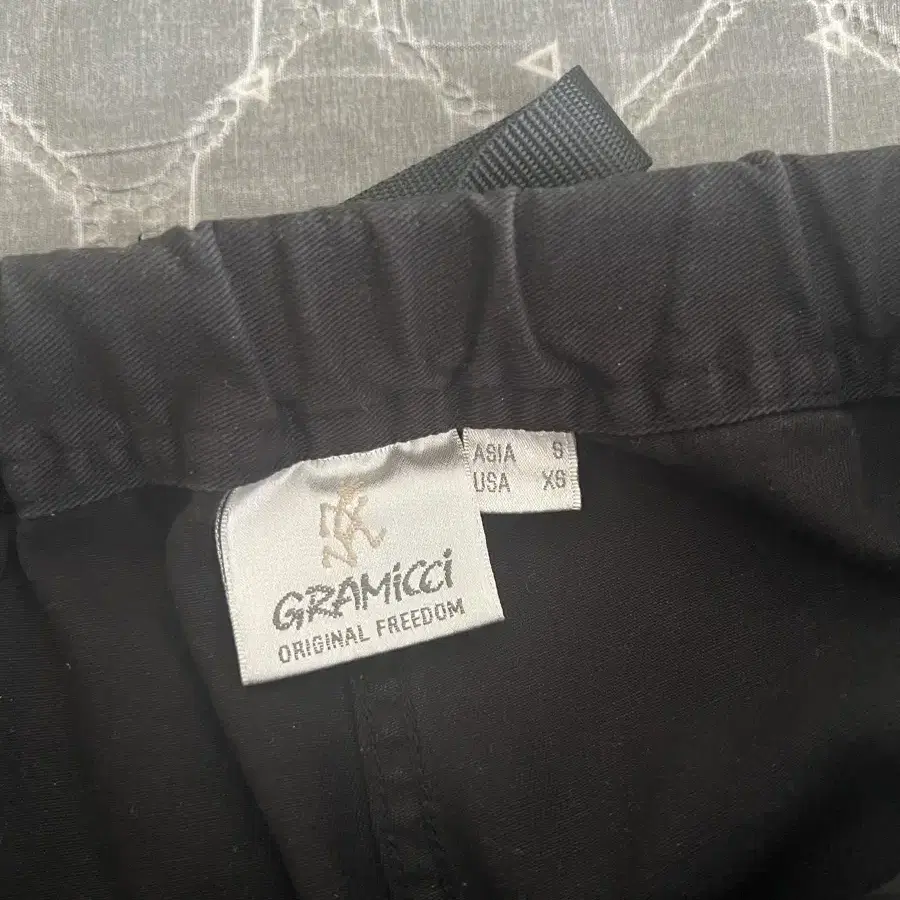 ASIA S
USA XS
GRAMiCCi
ORIGINAL FREEDOM